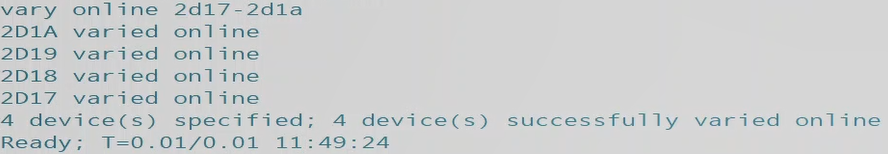 vary online 2d17-2d1a
2D1A varied online
2D19 varied online
2D18 varied online
2D17 varied online
4 device(s) specified; 4 device(s) successfully varied online
Ready; T=0.01/0.01 11:49:24